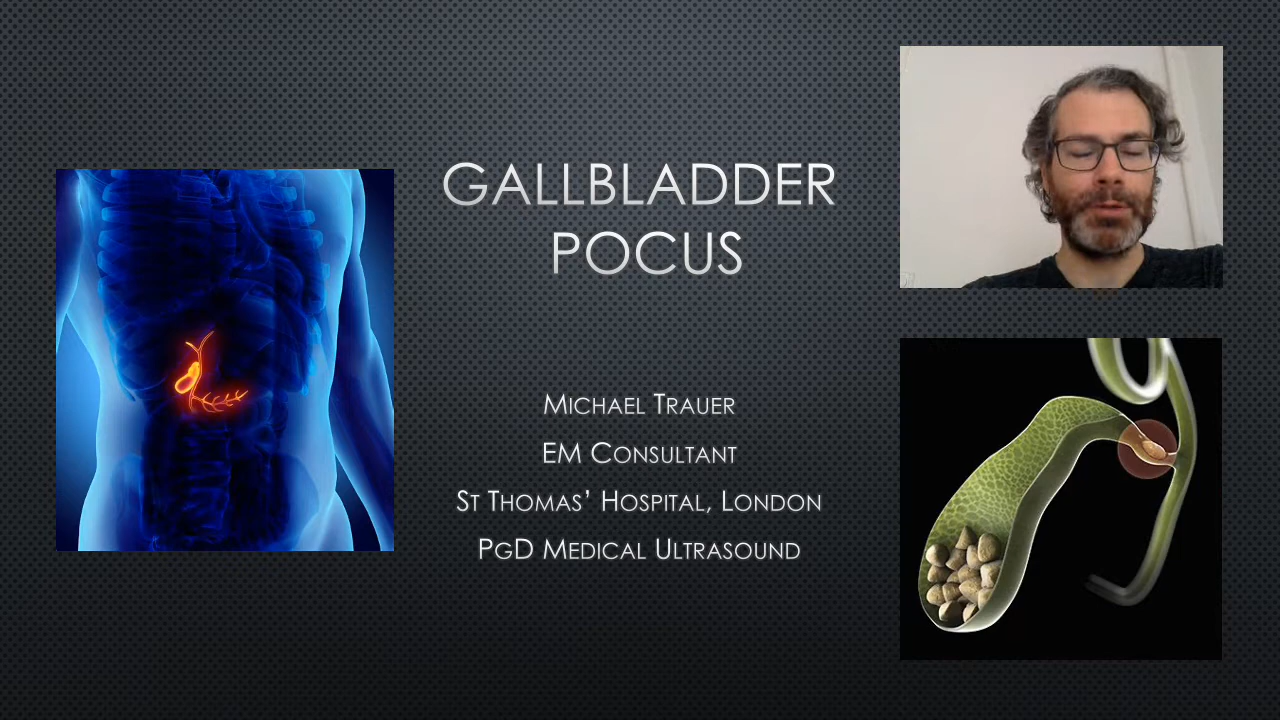 GALLBLADDER
POCUS
MICHAEL TRAUER
EM CONSULTANT
ST THOMAS’ HOSPITAL, LONDON
PGD MEDICAL ULTRASOUND